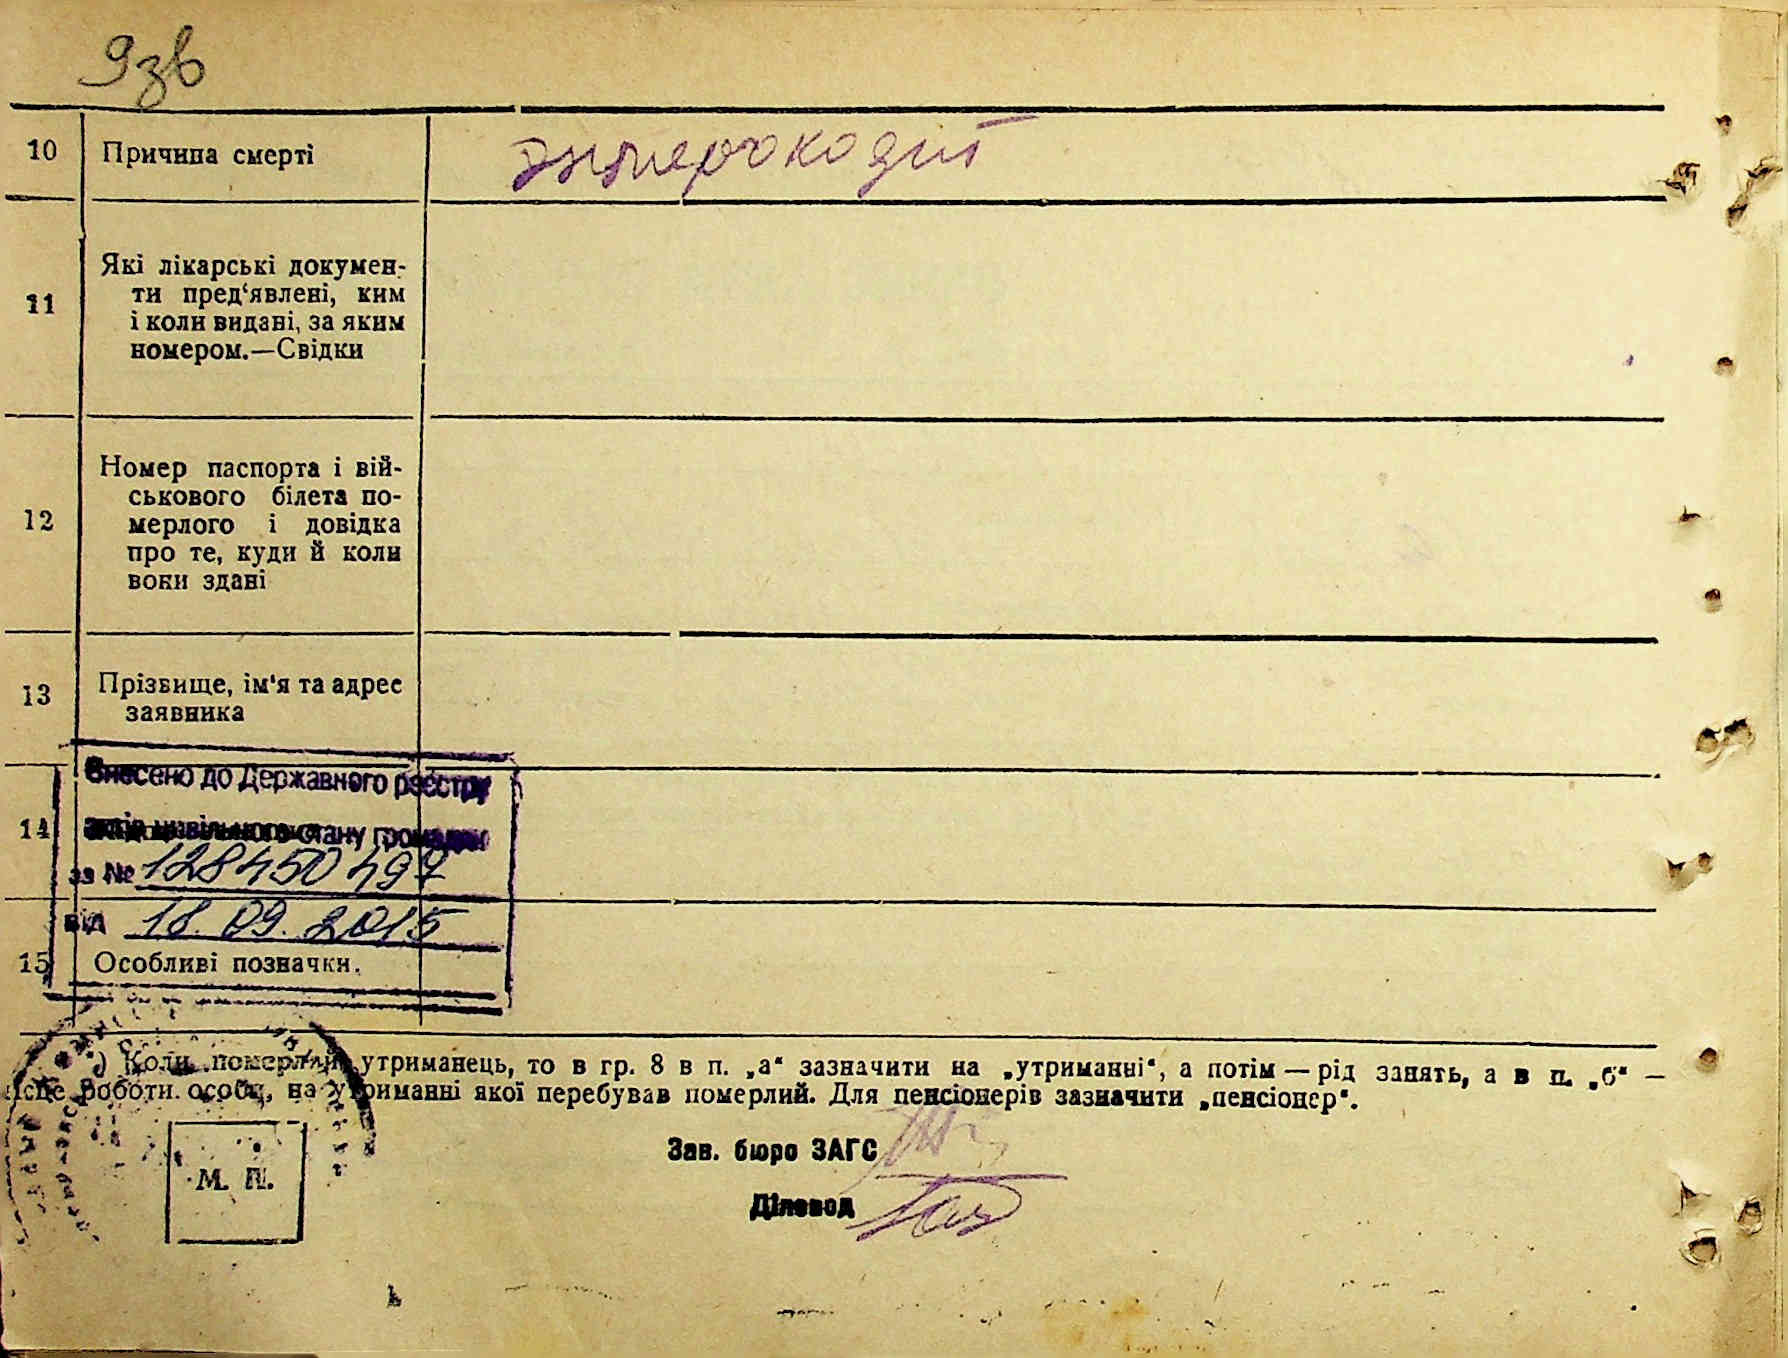 9зв
10 Причина смерті
11 Які лікарські докумен-
ти пред‘явлені, ким
і коли видані, за яким
номером.—Свідки
12 Номер паспорта і вій-
ськового білета по-
мерлого і довідка
про те, куди й коли
вони здані
13 Прізвище, ім‘я та адрес
заявника
Внесено до Державного реєстру
14 актів цивільного стану громадян
за № 128450497
від 18.09.2015
15 Особливі позначки.
) Коли померлий утриманець, то в гр. 8 в п. „а“ зазначити на „утриманні“, а потім — рід занять, а в п. „б“ —
місце роботи особи, на утриманні якої перебував померлий. Для пенсіонерів зазначити „пенсіонер“.
Зав. бюро ЗАГС
Діловод
М. П.